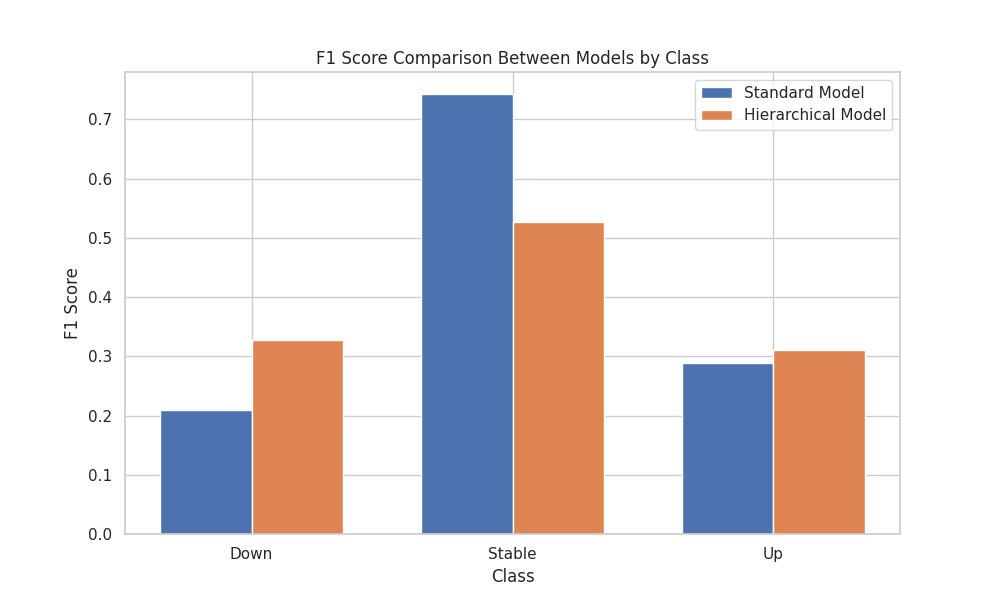 F1 Score Comparison Between Models by Class
Standard Model
Hierarchical Model
F1 Score
0.7
0.6
0.5
0.4
0.3
0.2
0.1
0.0
Down
Stable
Up
Class